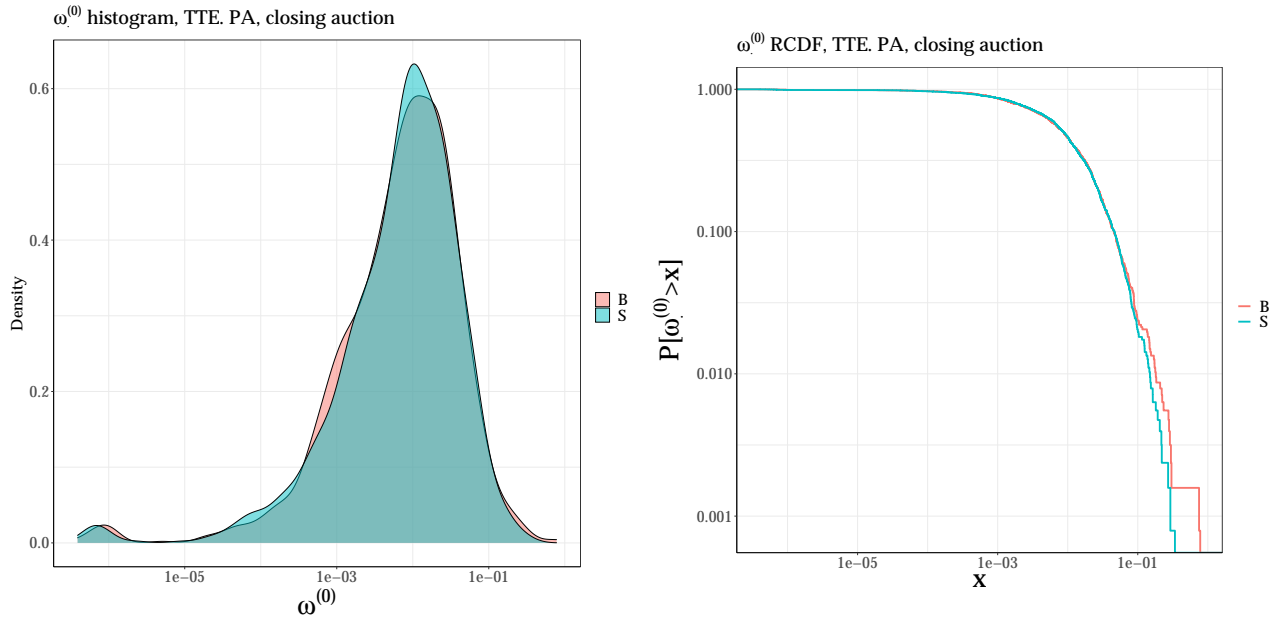 ω.^(0) histogram, TTE. PA, closing auction
Density
0.6
0.4
0.2
0.0
1e−05
1e−03
1e−01
ω^(0)
B
S
ω.^(0) RCDF, TTE. PA, closing auction
P[ω.^(0)>x]
1.000
0.100
0.010
0.001
1e−05
1e−03
1e−01
x
B
S